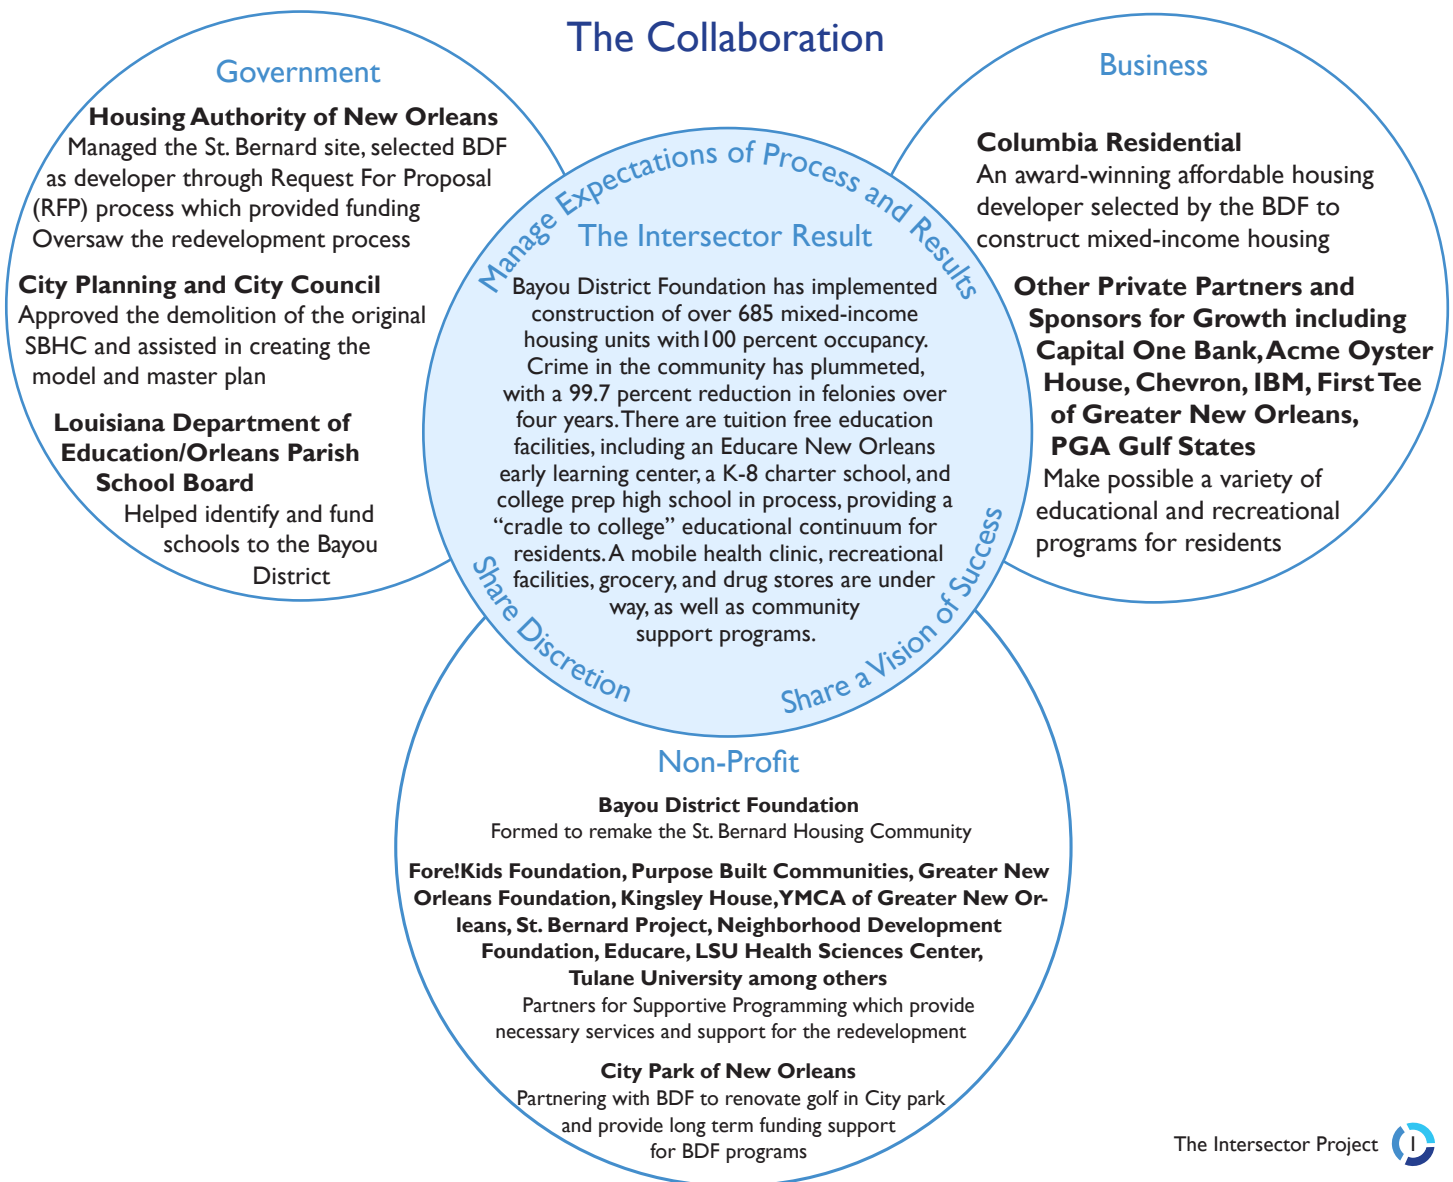 The Collaboration
Government
Housing Authority of New Orleans
Managed the St. Bernard site, selected BDF
as developer through Request For Proposal
(RFP) process which provided funding
Oversaw the redevelopment process
City Planning and City Council
Approved the demolition of the original
SBHC and assisted in creating the
model and master plan
Louisiana Department of
Education/Orleans Parish
School Board
Helped identify and fund
schools to the Bayou
District
Business
Columbia Residential
An award-winning affordable housing
developer selected by the BDF to
construct mixed-income housing
Other Private Partners and
Sponsors for Growth including
Capital One Bank, Acme Oyster
House, Chevron, IBM, First Tee
of Greater New Orleans,
PGA Gulf States
Make possible a variety of
educational and recreational
programs for residents
Manage Expectations of Process and Results
The Intersector Result
Bayou District Foundation has implemented
construction of over 685 mixed-income
housing units with100 percent occupancy.
Crime in the community has plummeted,
with a 99.7 percent reduction in felonies over
four years. There are tuition free education
facilities, including an Educare New Orleans
early learning center, a K-8 charter school, and
college prep high school in process, providing a
“cradle to college” educational continuum for
residents. A mobile health clinic, recreational
facilities, grocery, and drug stores are under
way, as well as community
support programs.
Share Discretion
Share a Vision of Success
Non-Profit
Bayou District Foundation
Formed to remake the St. Bernard Housing Community
Fore!Kids Foundation, Purpose Built Communities, Greater New
Orleans Foundation, Kingsley House, YMCA of Greater New Or-
leans, St. Bernard Project, Neighborhood Development
Foundation, Educare, LSU Health Sciences Center,
Tulane University among others
Partners for Supportive Programming which provide
necessary services and support for the redevelopment
City Park of New Orleans
Partnering with BDF to renovate golf in City park
and provide long term funding support
for BDF programs
The Intersector Project I